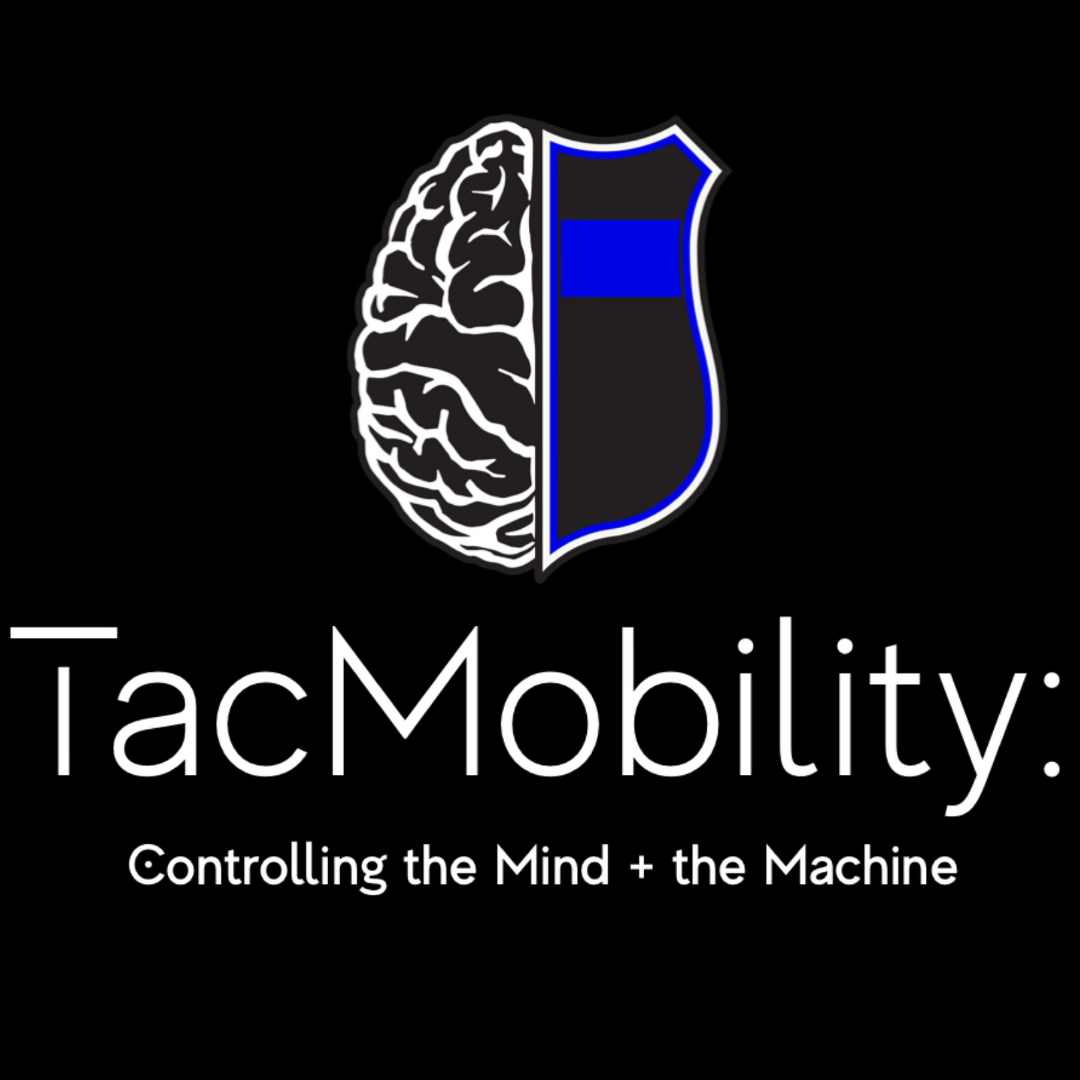 TacMobility:
Controlling the Mind + the Machine